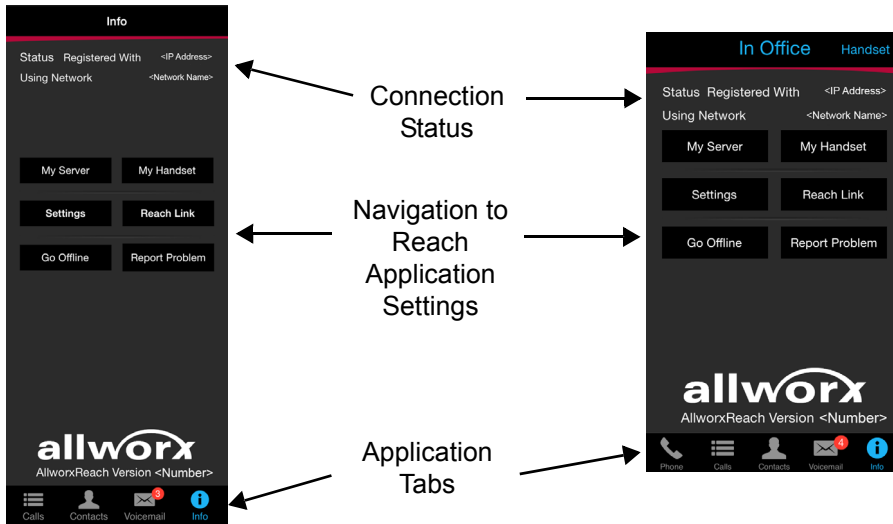 Info
Status Registered With <IP Address>
Using Network <Network Name>
My Server My Handset
Settings Reach Link
Go Offline Report Problem
allworx
AllworxReach Version <Number>
3
Calls Contacts Voicemail Info
Connection
Status
Navigation to
Reach
Application
Settings
Application
Tabs
In Office Handset
Status Registered With <IP Address>
Using Network <Network Name>
My Server My Handset
Settings Reach Link
Go Offline Report Problem
allworx
AllworxReach Version <Number>
4
Phone Calls Contacts Voicemail Info